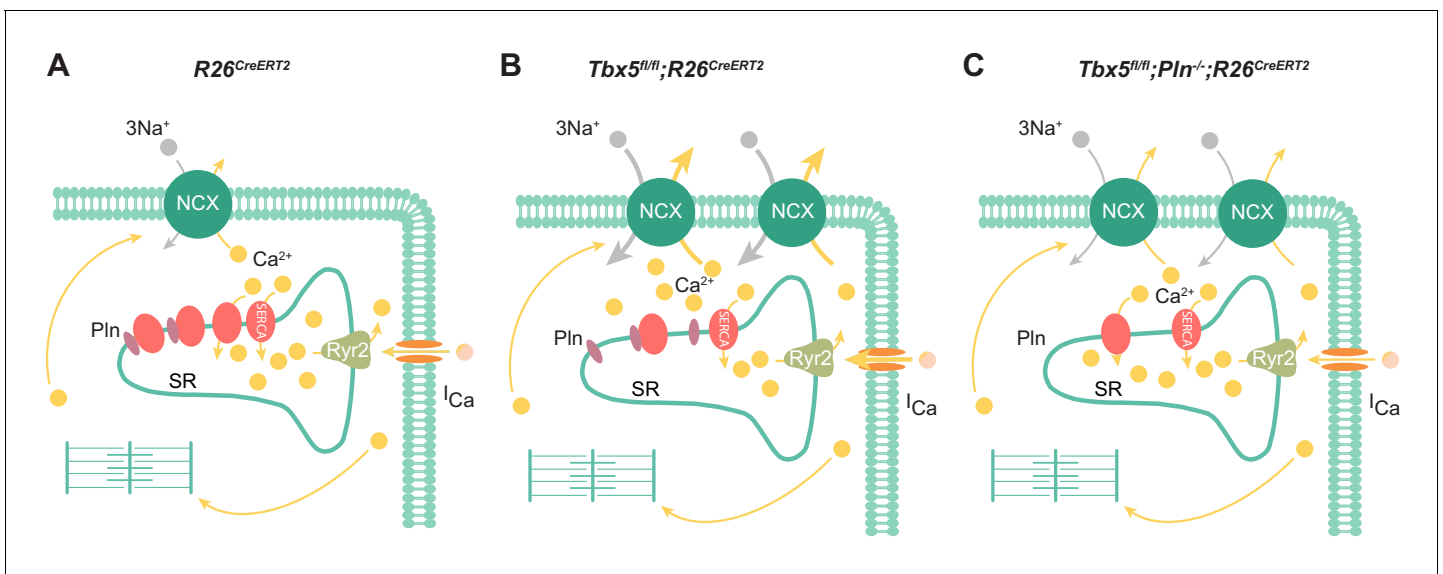 A
R26CreERT2
3Na+
NCX
Ca2+
Pln
SERCA
Ryr2
SR
ICa
B
Tbx5fl/fl;R26CreERT2
3Na+
NCX
NCX
Ca2+
Pln
SERCA
Ryr2
SR
ICa
C
Tbx5fl/fl;Pln-/-;R26CreERT2
3Na+
NCX
NCX
Ca2+
Pln
SERCA
Ryr2
SR
ICa